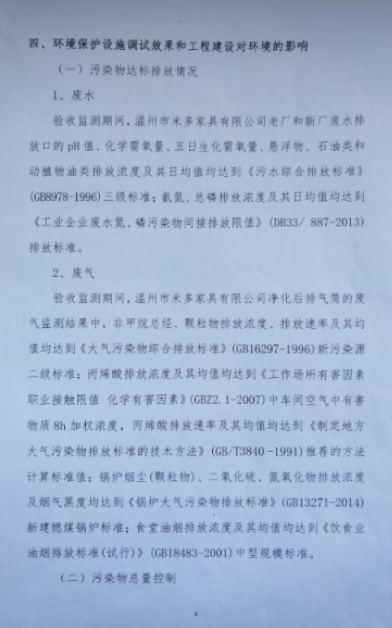 四、环境保护设施调试效果和工程建设对环境的影响
（一）污染物达标排放情况
1、废水
验收监测期间，温州市米多家具有限公司老厂和新厂废水排
放口的pH值、化学需氧量、五日生化需氧量、悬浮物、石油类和
动植物油类排放浓度及其日均值均达到《污水综合排放标准》
(GB8978-1996)三级标准；氨氮、总磷排放浓度及其日均值均达到
《工业企业废水氮、磷污染物间接排放限值》(DB33/ 887-2013)
排放标准。
2、废气
验收监测期间，温州市米多家具有限公司净化后排气筒的废
气监测结果中，非甲烷总烃、颗粒物排放浓度、排放速率及其均
值均达到《大气污染物综合排放标准》(GB16297-1996)新污染源
二级标准；丙烯酸排放浓度及其均值均达到《工作场所有害因素
职业接触限值 化学有害因素》(GBZ2.1-2007)中车间空气中有害
物质8h加权浓度，丙烯酸排放速率及其均值均达到《制定地方
大气污染物排放标准的技术方法》(GB/T3840-1991)推荐的方法
计算标准值；锅炉烟尘(颗粒物)、二氧化硫、氮氧化物排放浓度
及烟气黑度均达到《锅炉大气污染物排放标准》(GB13271-2014)
新建燃煤锅炉标准；食堂油烟排放浓度及其均值均达到《饮食业
油烟排放标准(试行)》(GB18483-2001)中型规模标准。
（二）污染物总量控制